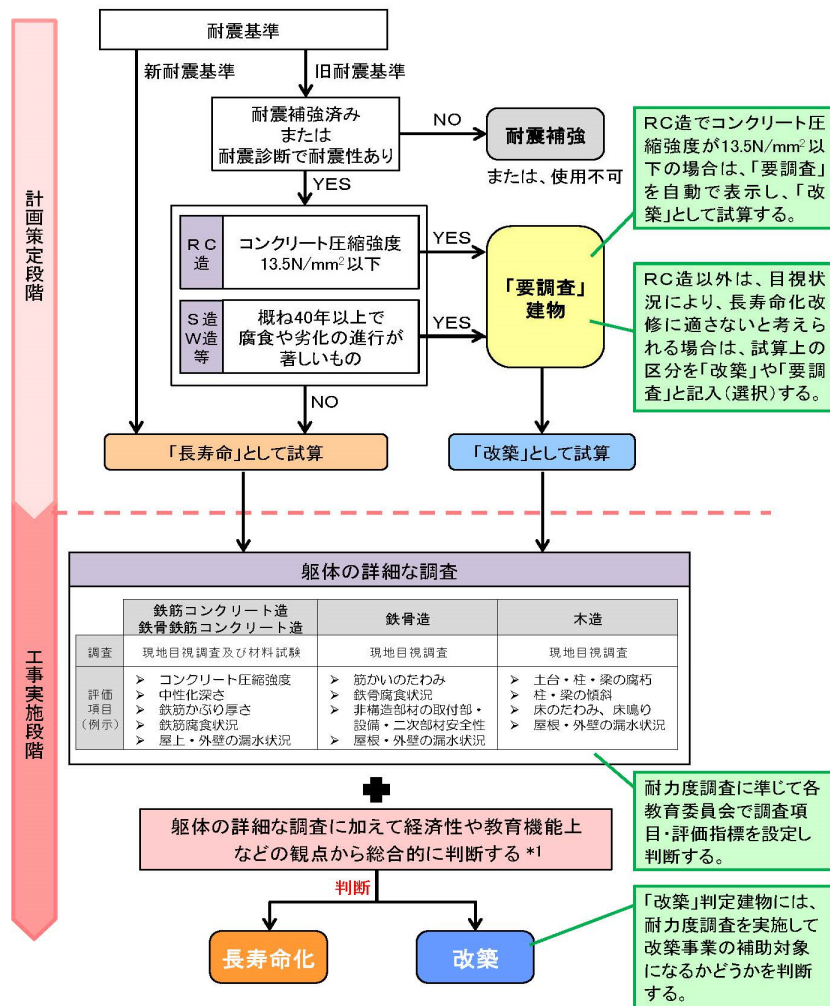 耐震基準
新耐震基準
旧耐震基準
耐震補強済み
または
耐震診断で耐震性あり
NO
耐震補強
または、使用不可
YES
RC
造
コンクリート圧縮強度
13.5N/mm²以下
YES
S造
W造
等
概ね40年以上で
腐食や劣化の進行が
著しいもの
YES
「要調査」
建物
NO
「長寿命」として試算
「改築」として試算
RC造でコンクリート圧
縮強度が13.5N/mm²以
下の場合は、「要調査」
を自動で表示し、「改
築」として試算する。
RC造以外は、目視状
況により、長寿命化改
修に適さないと考えら
れる場合は、試算上の
区分を「改築」や「要調
査」と記入(選択)する。
計画策定段階
工事実施段階
躯体の詳細な調査
鉄筋コンクリート造
鉄骨鉄筋コンクリート造
鉄骨造
木造
調査
現地目視調査及び材料試験
現地目視調査
現地目視調査
評価
項目
(例示)
➢ コンクリート圧縮強度
➢ 中性化深さ
➢ 鉄筋かぶり厚さ
➢ 鉄筋腐食状況
➢ 屋上・外壁の漏水状況
➢ 筋かいのたわみ
➢ 鉄骨腐食状況
➢ 非構造部材の取付部・
設備・二次部材安全性
➢ 屋根・外壁の漏水状況
➢ 土台・柱・梁の腐朽
➢ 柱・梁の傾斜
➢ 床のたわみ、床鳴り
➢ 屋根・外壁の漏水状況
耐力度調査に準じて各
教育委員会で調査項
目・評価指標を設定し
判断する。
躯体の詳細な調査に加えて経済性や教育機能上
などの観点から総合的に判断する *1
判断
長寿命化
改築
「改築」判定建物には、
耐力度調査を実施して
改築事業の補助対象
になるかどうかを判断
する。